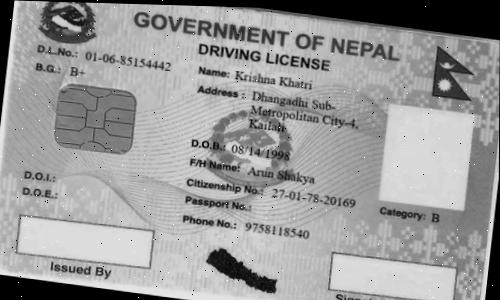 GOVERNMENT OF NEPAL
DRIVING LICENSE
D.L.No.: 01-06-85154442
B.G.: B+
Name: Krishna Khatri
Address : Dhangadhi Sub-
Metropolitan City-4,
Kailali
D.O.B.: 08/14/1998
F/H Name: Arun Shakya
Citizenship No.: 27-01-78-20169
Passport No.:
Phone No.: 9758118540
D.O.I.:
D.O.E.:
Category: B
Issued By